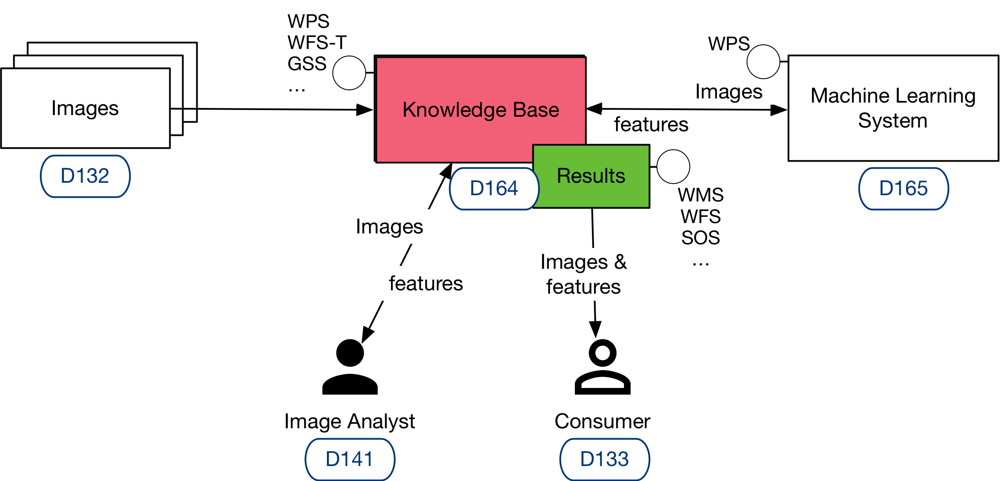 WPS
WFS-T
GSS
...
Images
D132
Knowledge Base
D164
Results
WPS
Images
features
Machine Learning
System
D165
WMS
WFS
SOS
...
Images
features
Images &
features
Image Analyst
D141
Consumer
D133